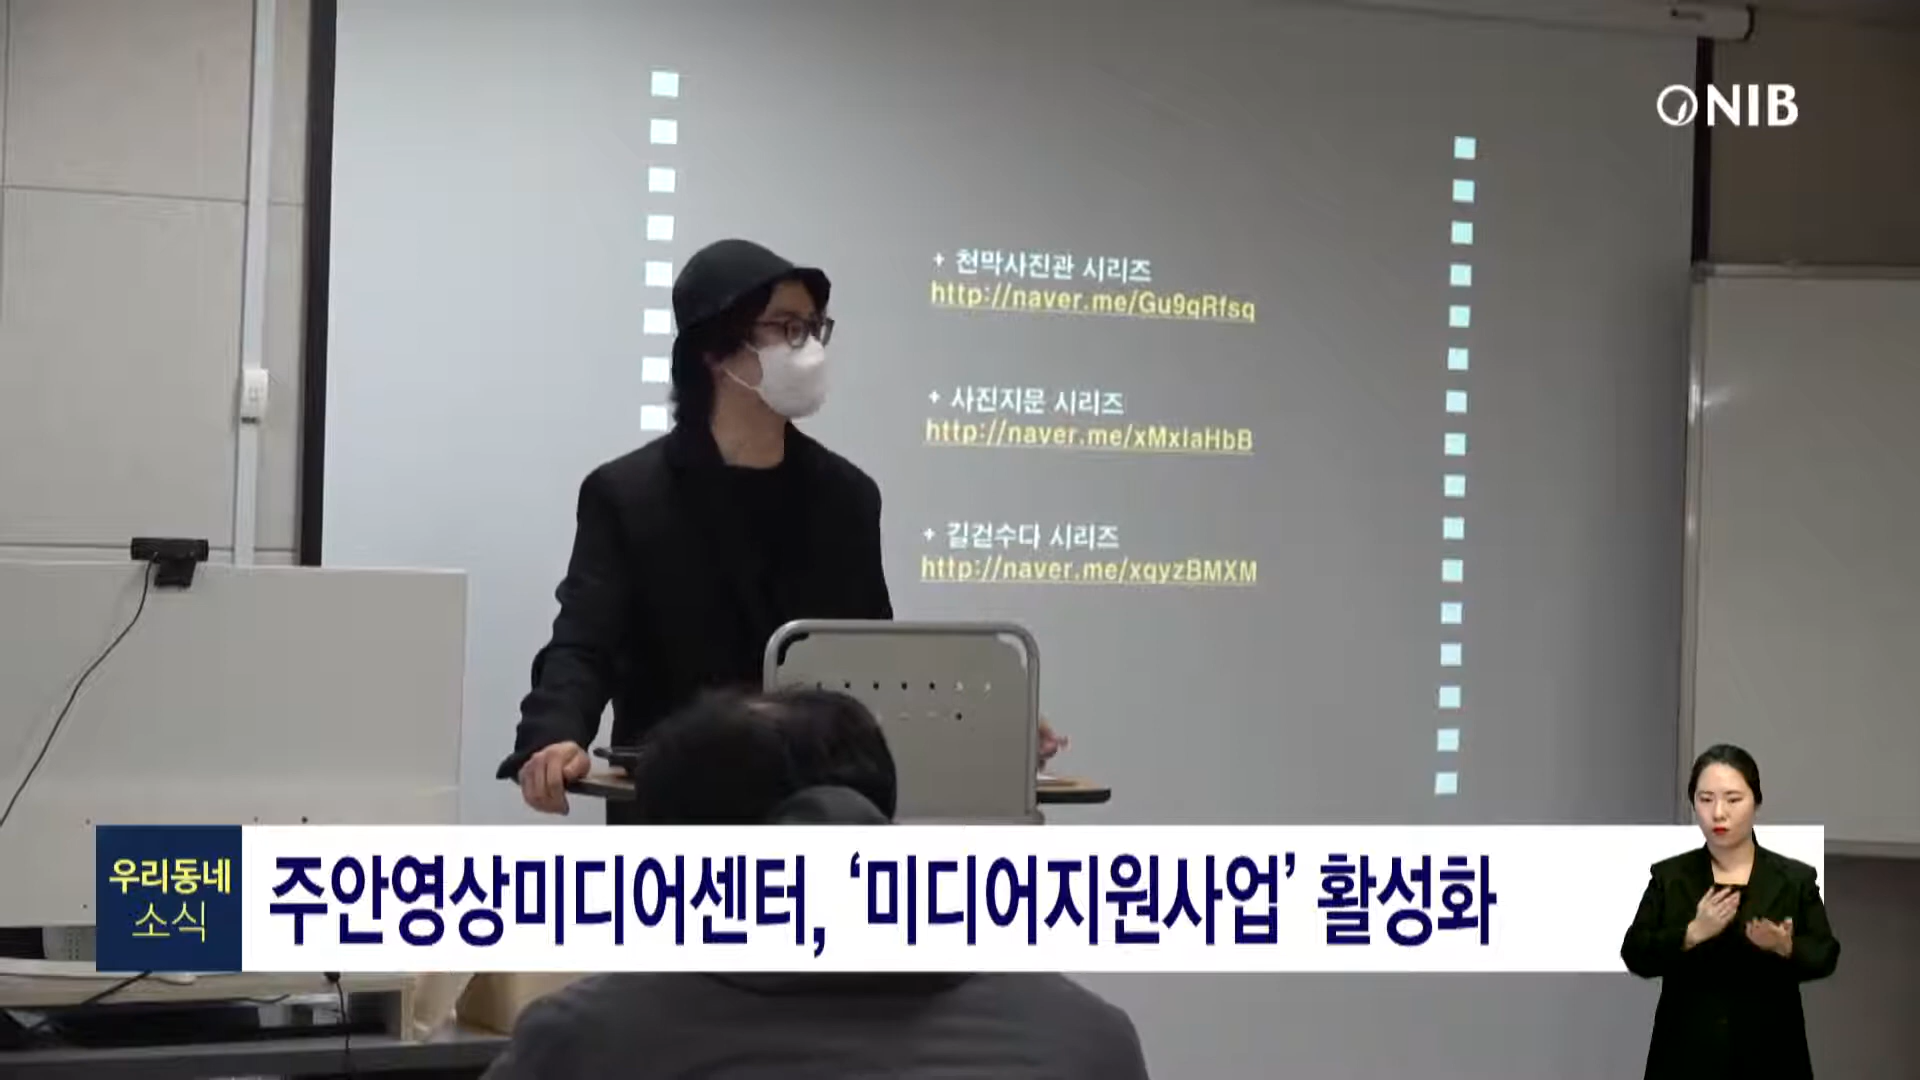 NIB
+ 천막사진관 시리즈
http://naver.me/Gu9qRfsq
+ 사진지문 시리즈
http://naver.me/xMxIaHbB
+ 길걷수다 시리즈
http://naver.me/xqyzBMXM
우리동네
소식
주안영상미디어센터, ‘미디어지원사업’ 활성화